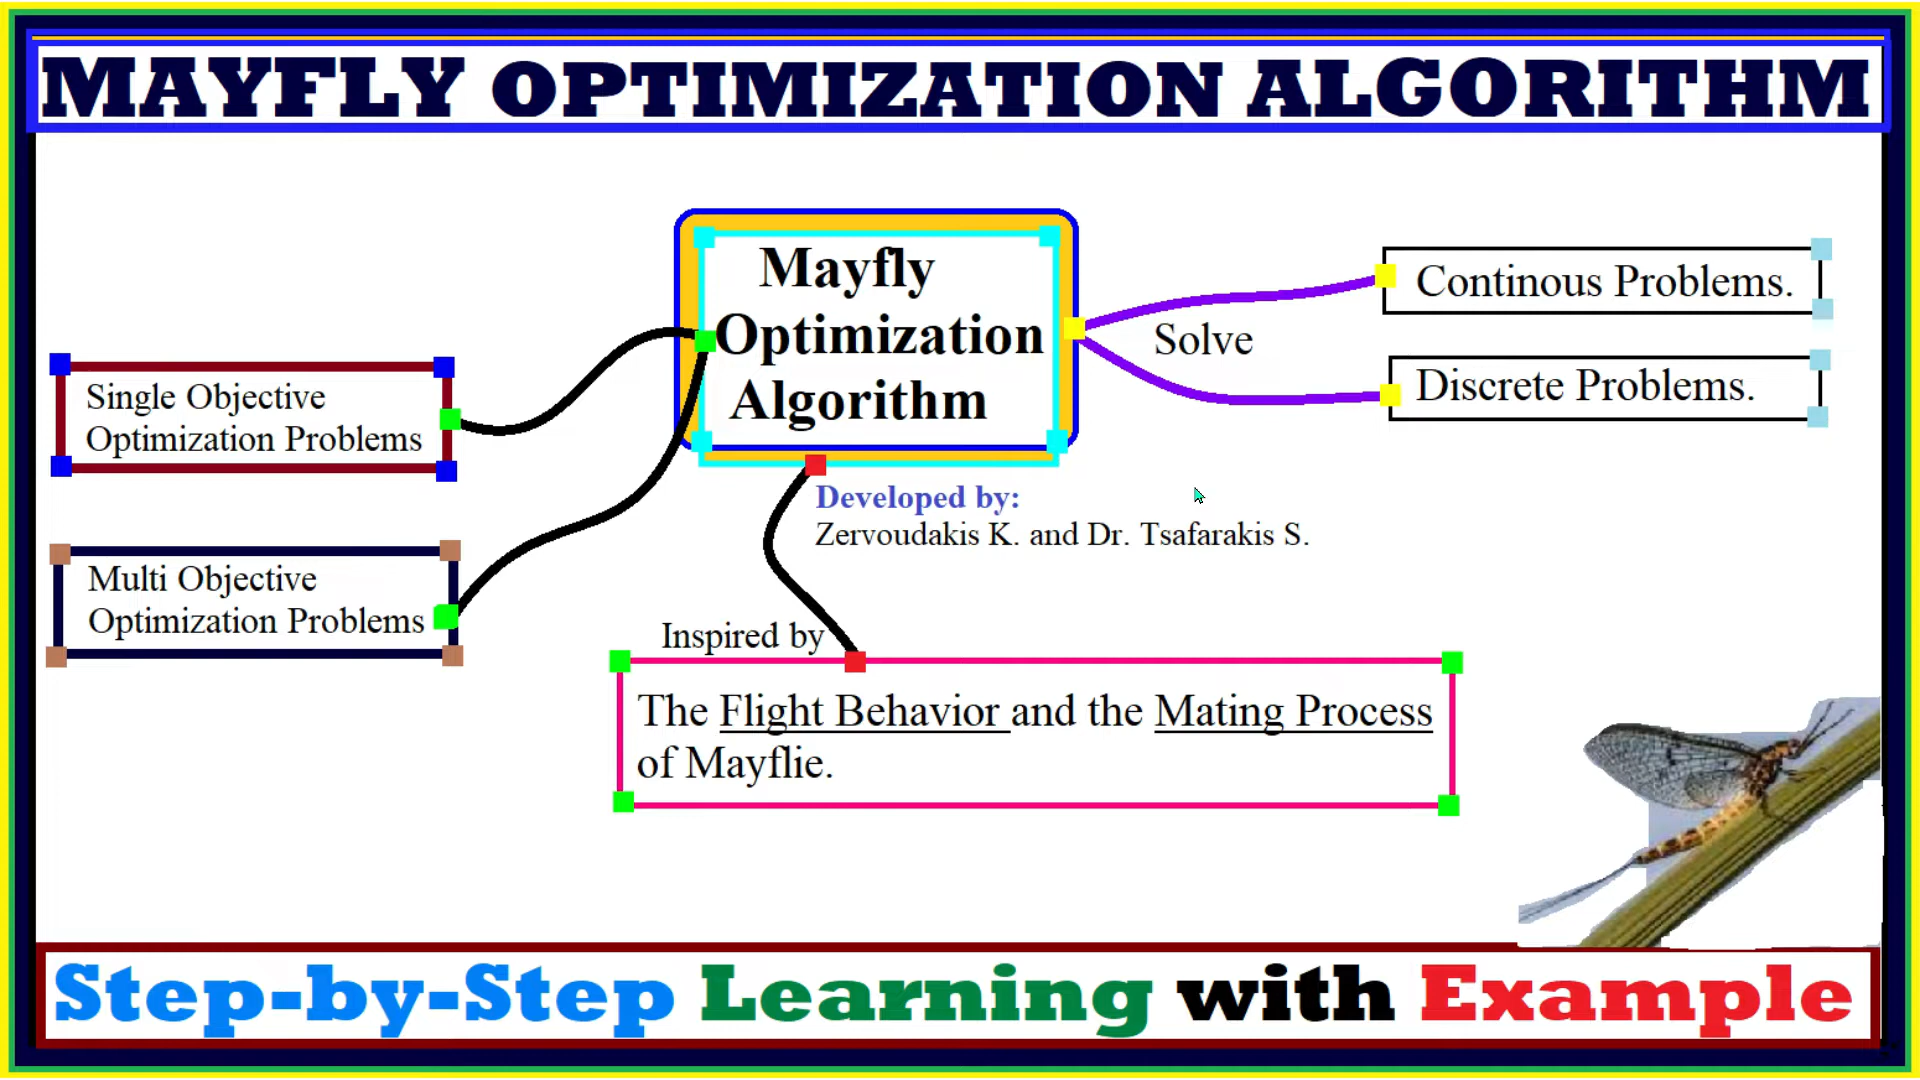 MAYFLY OPTIMIZATION ALGORITHM
Mayfly
Optimization
Algorithm
Continous Problems.
Solve
Discrete Problems.
Single Objective
Optimization Problems
Developed by:
Zervoudakis K. and Dr. Tsafarakis S.
Multi Objective
Optimization Problems
Inspired by
The Flight Behavior and the Mating Process
of Mayflie.
Step-by-Step Learning with Example